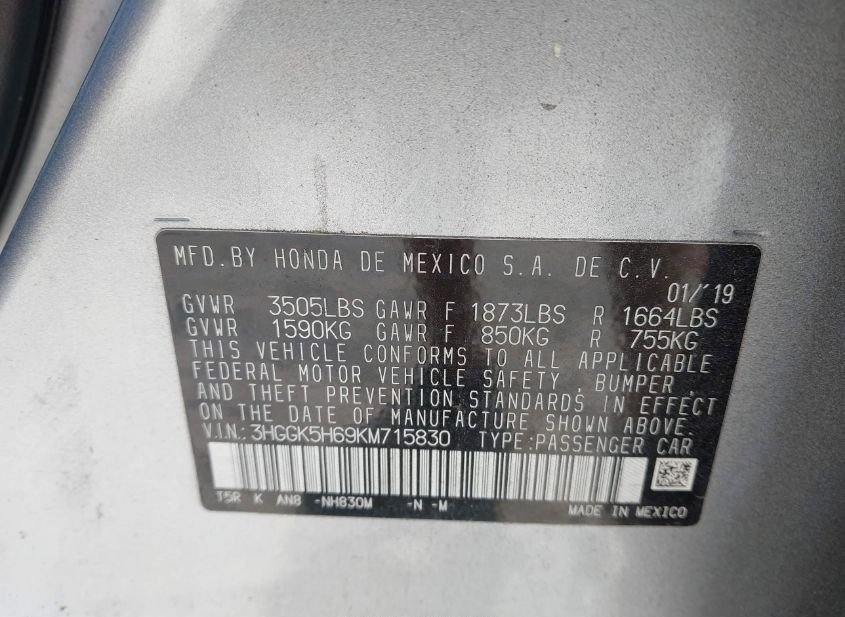 MFD. BY HONDA DE MEXICO S.A. DE C.V.
01/'19
GVWR 3505LBS GAWR F 1873LBS R 1664LBS
GVWR 1590KG GAWR F 850KG R 755KG
THIS VEHICLE CONFORMS TO ALL APPLICABLE
FEDERAL MOTOR VEHICLE SAFETY, BUMPER,
AND THEFT PREVENTION STANDARDS IN EFFECT
ON THE DATE OF MANUFACTURE SHOWN ABOVE.
V.I.N.: 3HGGK5H69KM715830 TYPE:PASSENGER CAR
T5R K AN8 -NH830M -N -M
MADE IN MEXICO